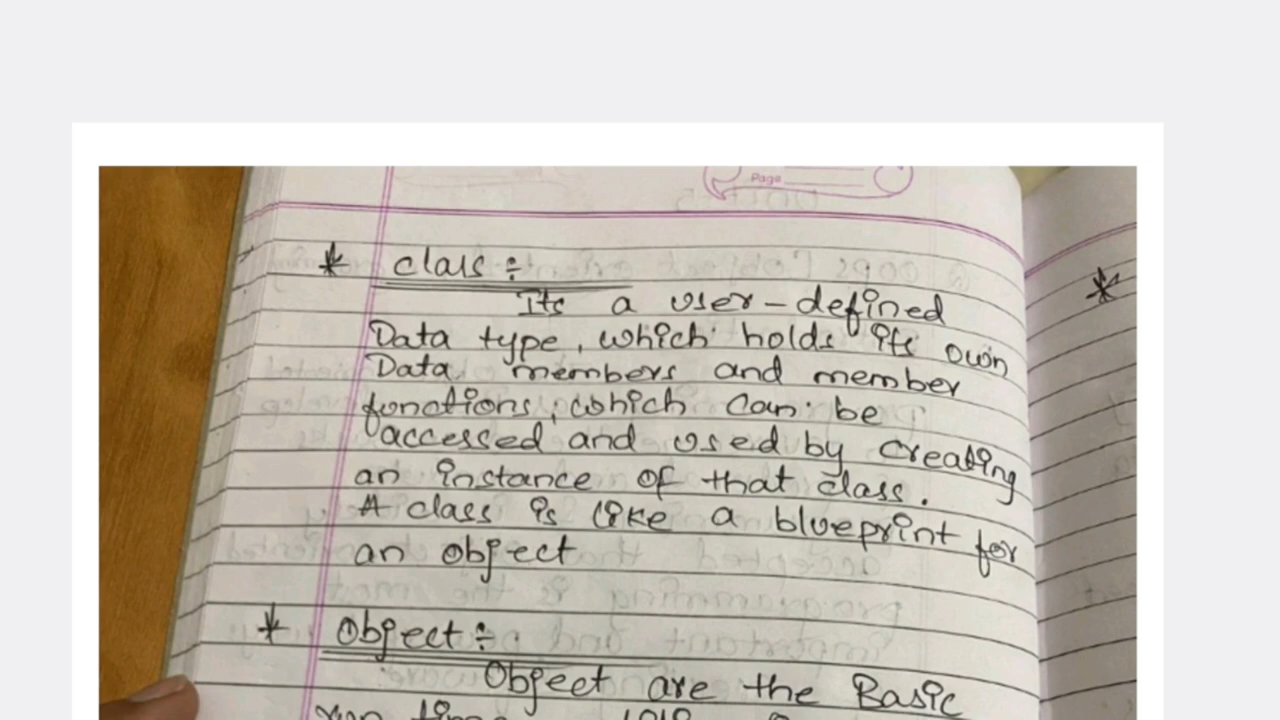 Page
* class :
Its a user-defined
Data type, which holds its own
Data members and member
functions, which can be
accessed and used by creating
an instance of that class.
A class is like a blueprint for
an object
* Object :
Object are the Basic
run time